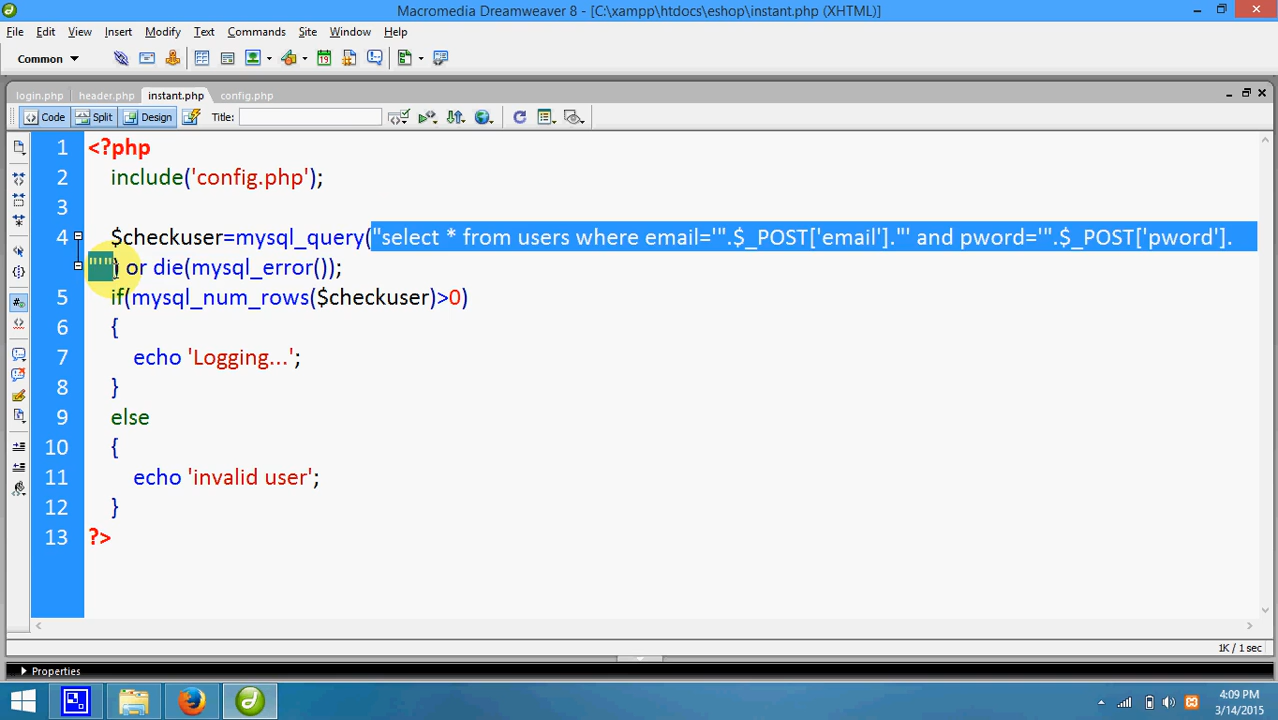 Macromedia Dreamweaver 8 - [C:\xampp\htdocs\eshop\instant.php (XHTML)]
File Edit View Insert Modify Text Commands Site Window Help
Common
login.php header.php instant.php config.php
Code Split Design Title:
1 <?php
2 include('config.php');
3
4 $checkuser=mysql_query("select * from users where email='".$_POST['email']."' and pword='".$_POST['pword'].
"'") or die(mysql_error());
5 if(mysql_num_rows($checkuser)>0)
6 {
7 echo 'Logging...';
8 }
9 else
10 {
11 echo 'invalid user';
12 }
13 ?>
1K / 1 sec
Properties
4:09 PM
3/14/2015